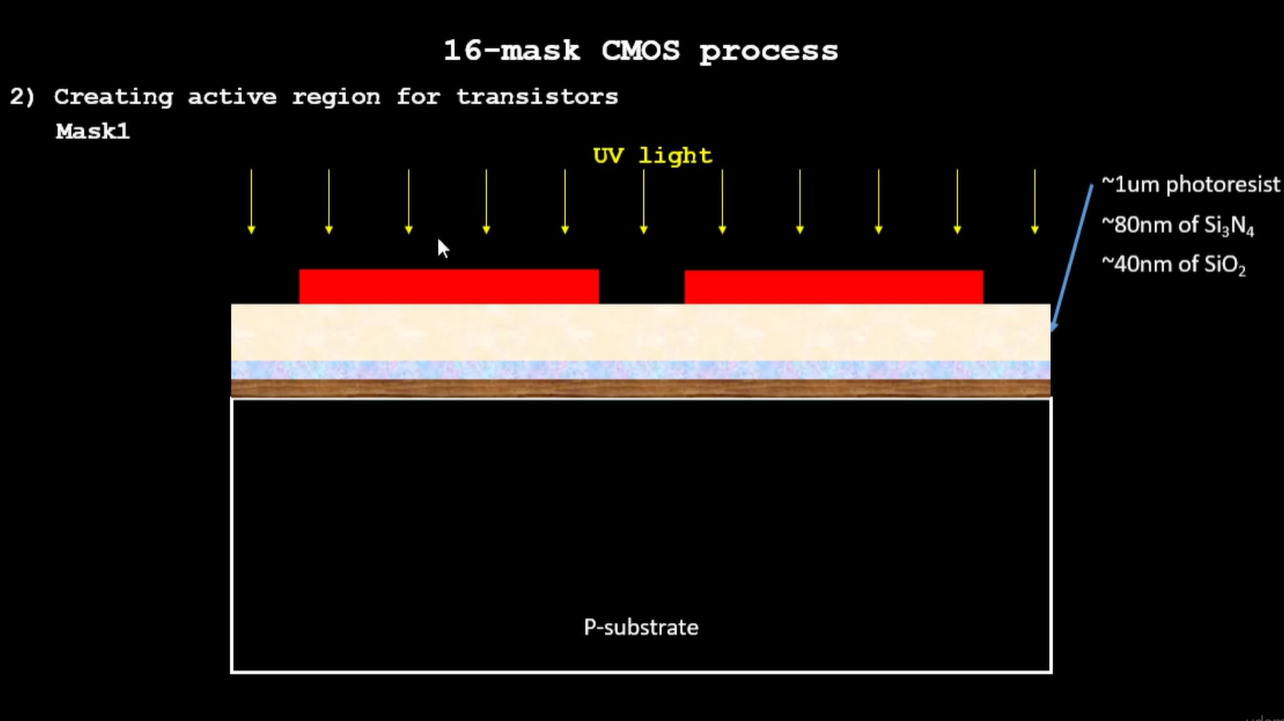 16-mask CMOS process
2) Creating active region for transistors
Mask1
UV light
~1um photoresist
~80nm of Si₃N₄
~40nm of SiO₂
P-substrate